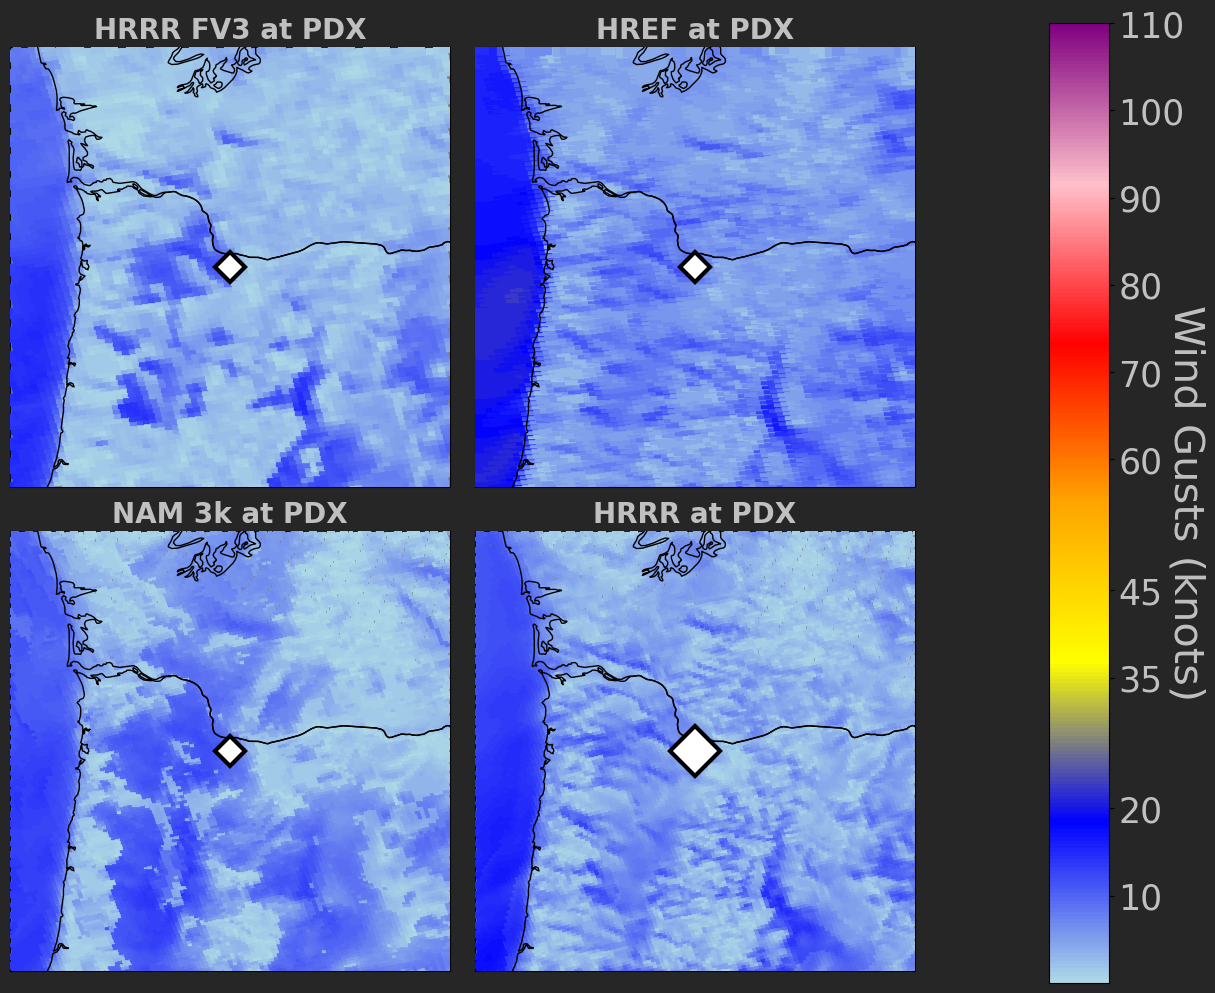 HRRR FV3 at PDX
HREF at PDX
NAM 3k at PDX
HRRR at PDX
110
100
90
80
70
60
45
35
20
10
Wind Gusts (knots)